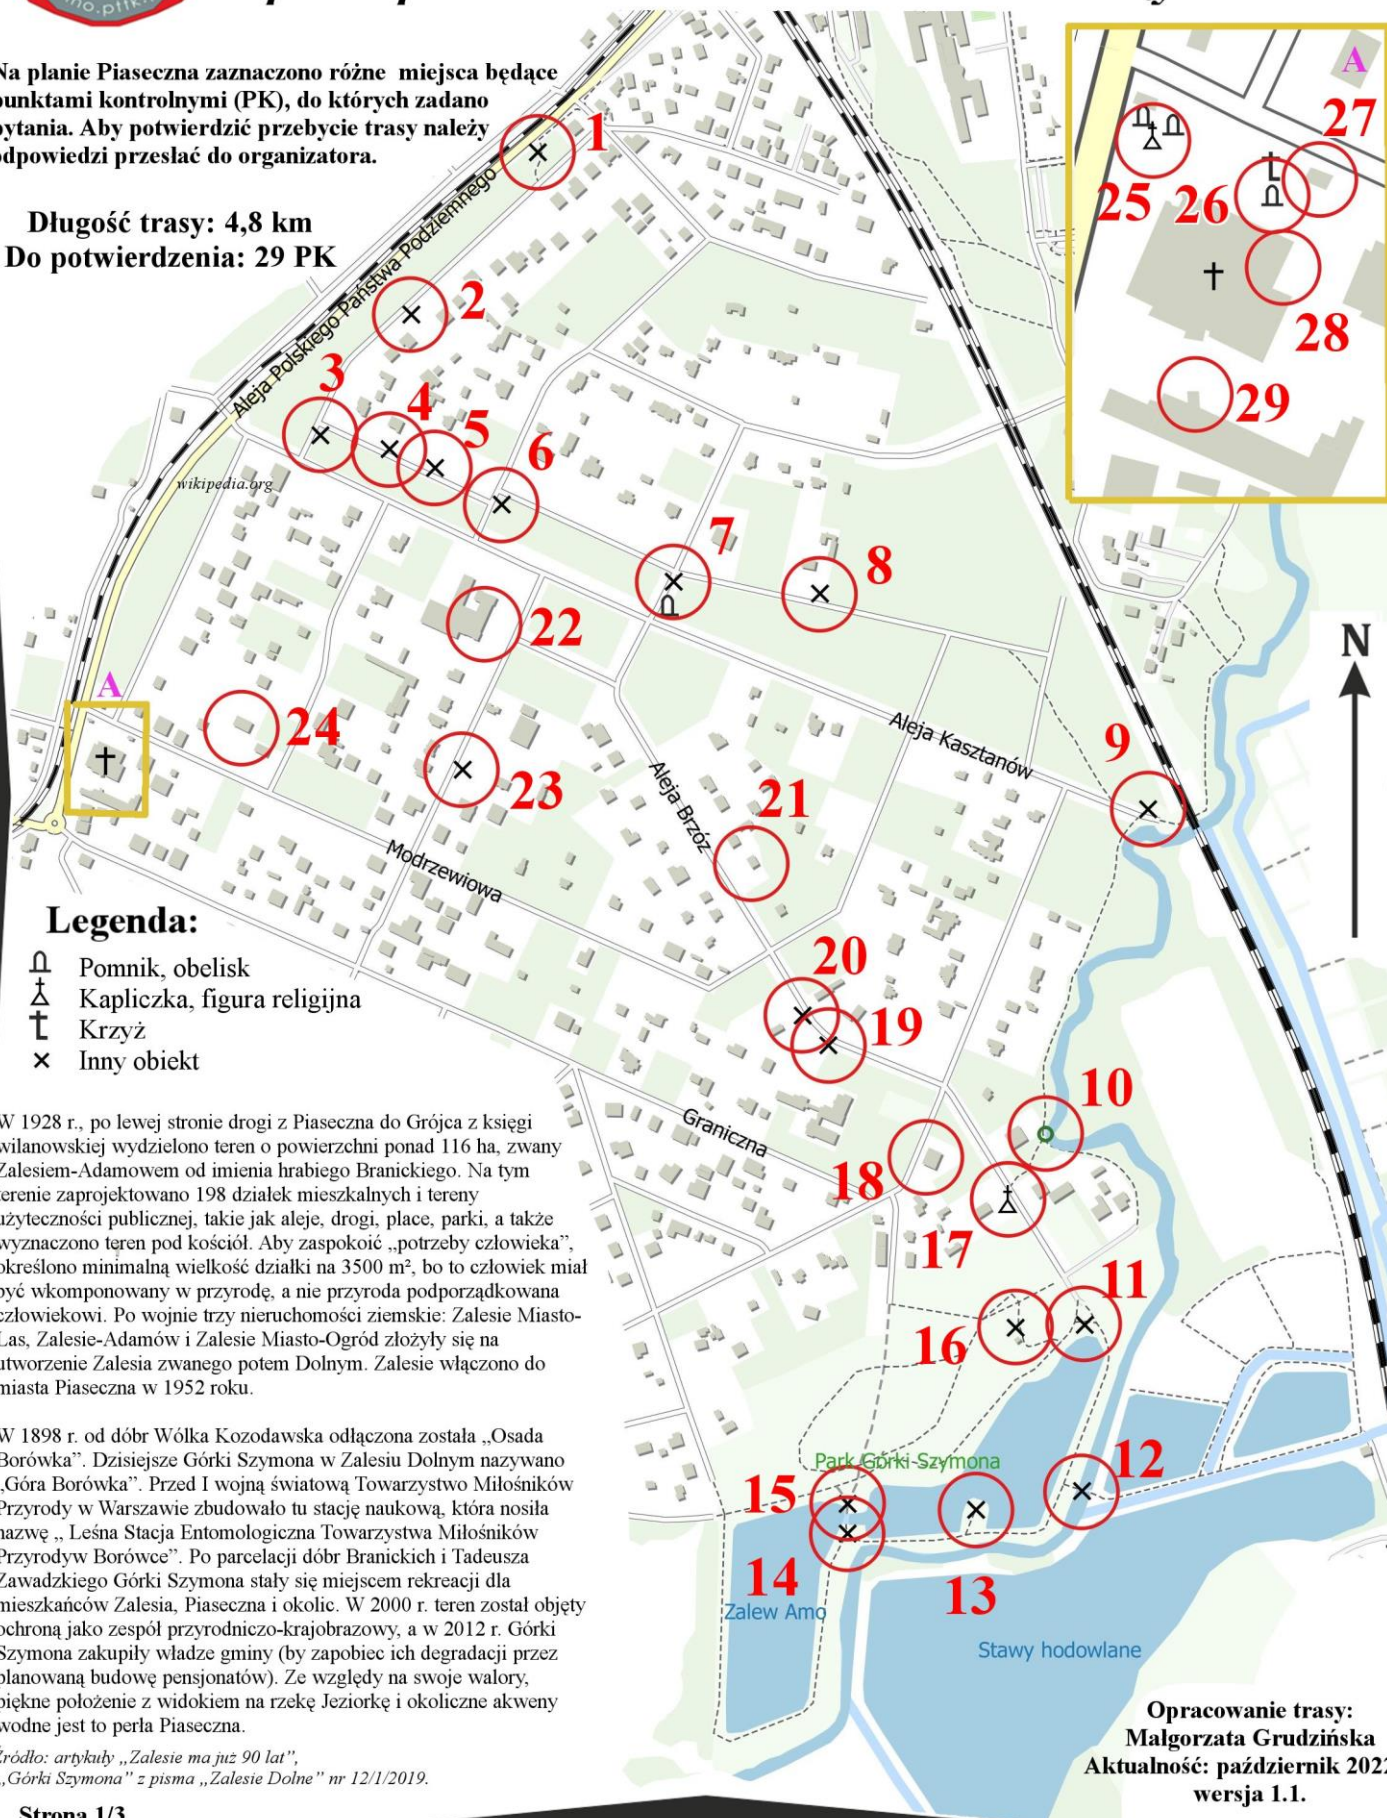 no.pttk
Na planie Piaseczna zaznaczono różne miejsca będące
punktami kontrolnymi (PK), do których zadano
pytania. Aby potwierdzić przebycie trasy należy
odpowiedzi przesłać do organizatora.
Długość trasy: 4,8 km
Do potwierdzenia: 29 PK
Aleja Polskiego Państwa Podziemnego
wikipedia.org
1
2
3
4
5
6
7
8
22
A
24
23
21
9
Aleja Kasztanów
Aleja Brzóz
Modrzewiowa
20
19
10
Graniczna
18
17
11
16
Park Górki Szymona
15
12
14
13
Zalew Amo
Stawy hodowlane
A
27
25
26
28
29
N
Legenda:
Pomnik, obelisk
Kapliczka, figura religijna
Krzyż
Inny obiekt
W 1928 r., po lewej stronie drogi z Piaseczna do Grójca z księgi
wilanowskiej wydzielono teren o powierzchni ponad 116 ha, zwany
Zalesiem-Adamowem od imienia hrabiego Branickiego. Na tym
terenie zaprojektowano 198 działek mieszkalnych i tereny
użyteczności publicznej, takie jak aleje, drogi, place, parki, a także
wyznaczono teren pod kościół. Aby zaspokoić „potrzeby człowieka”,
określono minimalną wielkość działki na 3500 m², bo to człowiek miał
być wkomponowany w przyrodę, a nie przyroda podporządkowana
człowiekowi. Po wojnie trzy nieruchomości ziemskie: Zalesie Miasto-
Las, Zalesie-Adamów i Zalesie Miasto-Ogród złożyły się na
utworzenie Zalesia zwanego potem Dolnym. Zalesie włączono do
miasta Piaseczna w 1952 roku.
W 1898 r. od dóbr Wólka Kozodawska odłączona została „Osada
Borówka”. Dzisiejsze Górki Szymona w Zalesiu Dolnym nazywano
„Góra Borówka”. Przed I wojną światową Towarzystwo Miłośników
Przyrody w Warszawie zbudowało tu stację naukową, która nosiła
nazwę „ Leśna Stacja Entomologiczna Towarzystwa Miłośników
Przyrodyw Borówce”. Po parcelacji dóbr Branickich i Tadeusza
Zawadzkiego Górki Szymona stały się miejscem rekreacji dla
mieszkańców Zalesia, Piaseczna i okolic. W 2000 r. teren został objęty
ochroną jako zespół przyrodniczo-krajobrazowy, a w 2012 r. Górki
Szymona zakupiły władze gminy (by zapobiec ich degradacji przez
planowaną budowę pensjonatów). Ze względy na swoje walory,
piękne położenie z widokiem na rzekę Jeziorkę i okoliczne akweny
wodne jest to perła Piaseczna.
Źródło: artykuły „Zalesie ma już 90 lat”,
„Górki Szymona” z pisma „Zalesie Dolne” nr 12/1/2019.
Strona 1/3
Opracowanie trasy:
Małgorzata Grudzińska
Aktualność: październik 2022
wersja 1.1.